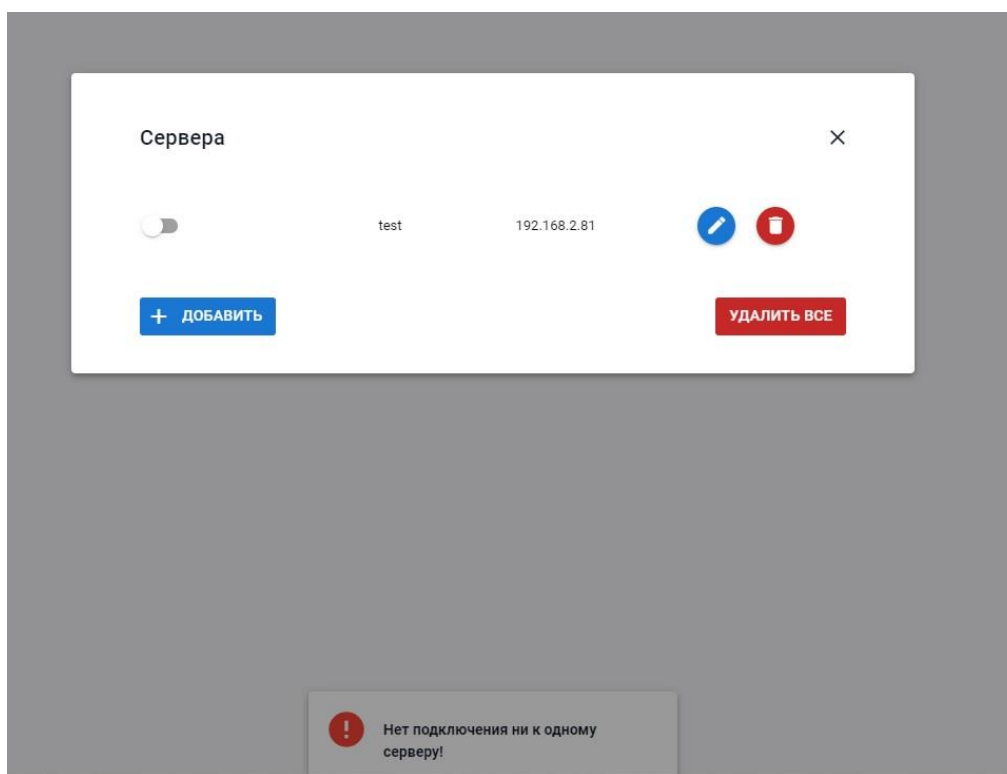 Сервера
test 192.168.2.81
ДОБАВИТЬ УДАЛИТЬ ВСЕ
Нет подключения ни к одному
серверу!